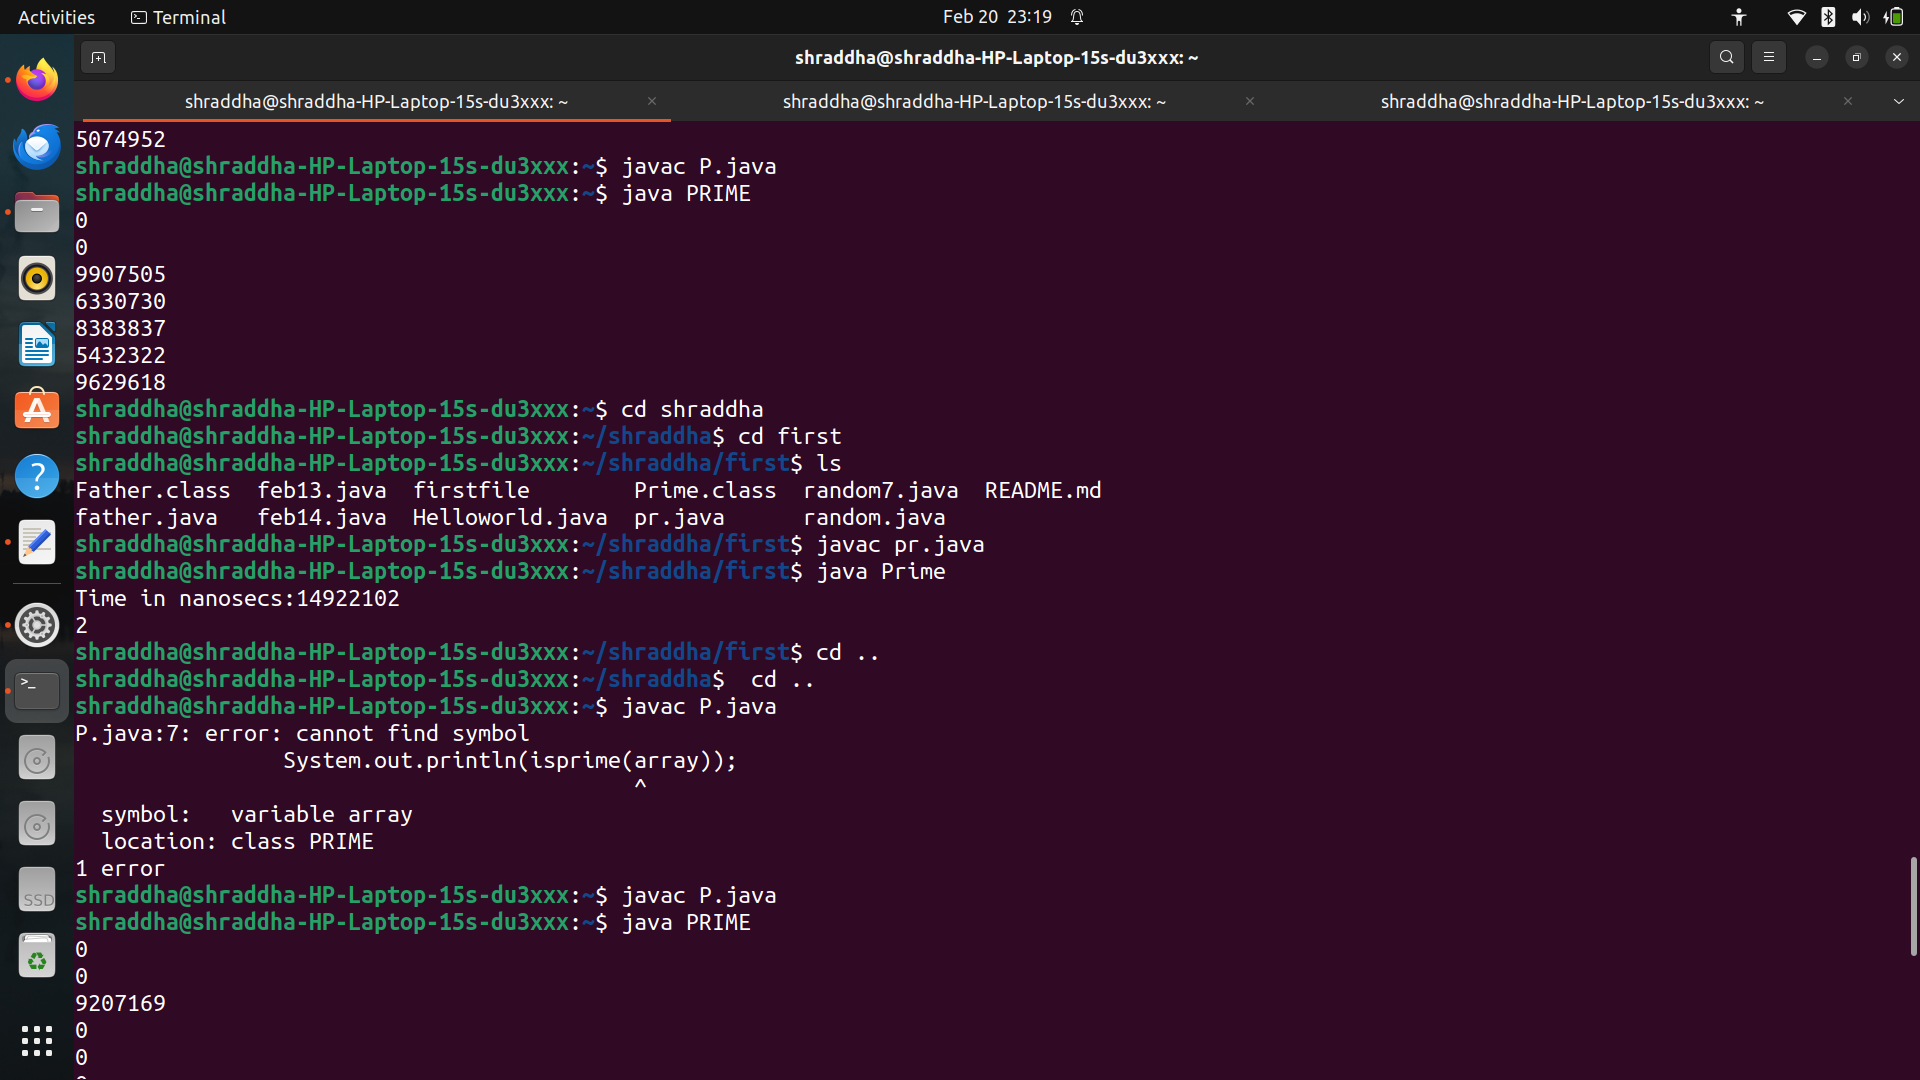 Activities
Terminal
Feb 20 23:19
shraddha@shraddha-HP-Laptop-15s-du3xxx: ~
shraddha@shraddha-HP-Laptop-15s-du3xxx: ~
shraddha@shraddha-HP-Laptop-15s-du3xxx: ~
shraddha@shraddha-HP-Laptop-15s-du3xxx: ~
5074952
shraddha@shraddha-HP-Laptop-15s-du3xxx:~$ javac P.java
shraddha@shraddha-HP-Laptop-15s-du3xxx:~$ java PRIME
0
0
9907505
6330730
8383837
5432322
9629618
shraddha@shraddha-HP-Laptop-15s-du3xxx:~$ cd shraddha
shraddha@shraddha-HP-Laptop-15s-du3xxx:~/shraddha$ cd first
shraddha@shraddha-HP-Laptop-15s-du3xxx:~/shraddha/first$ ls
Father.class  feb13.java  firstfile        Prime.class  random7.java  README.md
father.java   feb14.java  Helloworld.java  pr.java      random.java
shraddha@shraddha-HP-Laptop-15s-du3xxx:~/shraddha/first$ javac pr.java
shraddha@shraddha-HP-Laptop-15s-du3xxx:~/shraddha/first$ java Prime
Time in nanosecs:14922102
2
shraddha@shraddha-HP-Laptop-15s-du3xxx:~/shraddha/first$ cd ..
shraddha@shraddha-HP-Laptop-15s-du3xxx:~/shraddha$  cd ..
shraddha@shraddha-HP-Laptop-15s-du3xxx:~$ javac P.java
P.java:7: error: cannot find symbol
                System.out.println(isprime(array));
                                           ^
  symbol:   variable array
  location: class PRIME
1 error
shraddha@shraddha-HP-Laptop-15s-du3xxx:~$ javac P.java
shraddha@shraddha-HP-Laptop-15s-du3xxx:~$ java PRIME
0
0
9207169
0
0
SSD